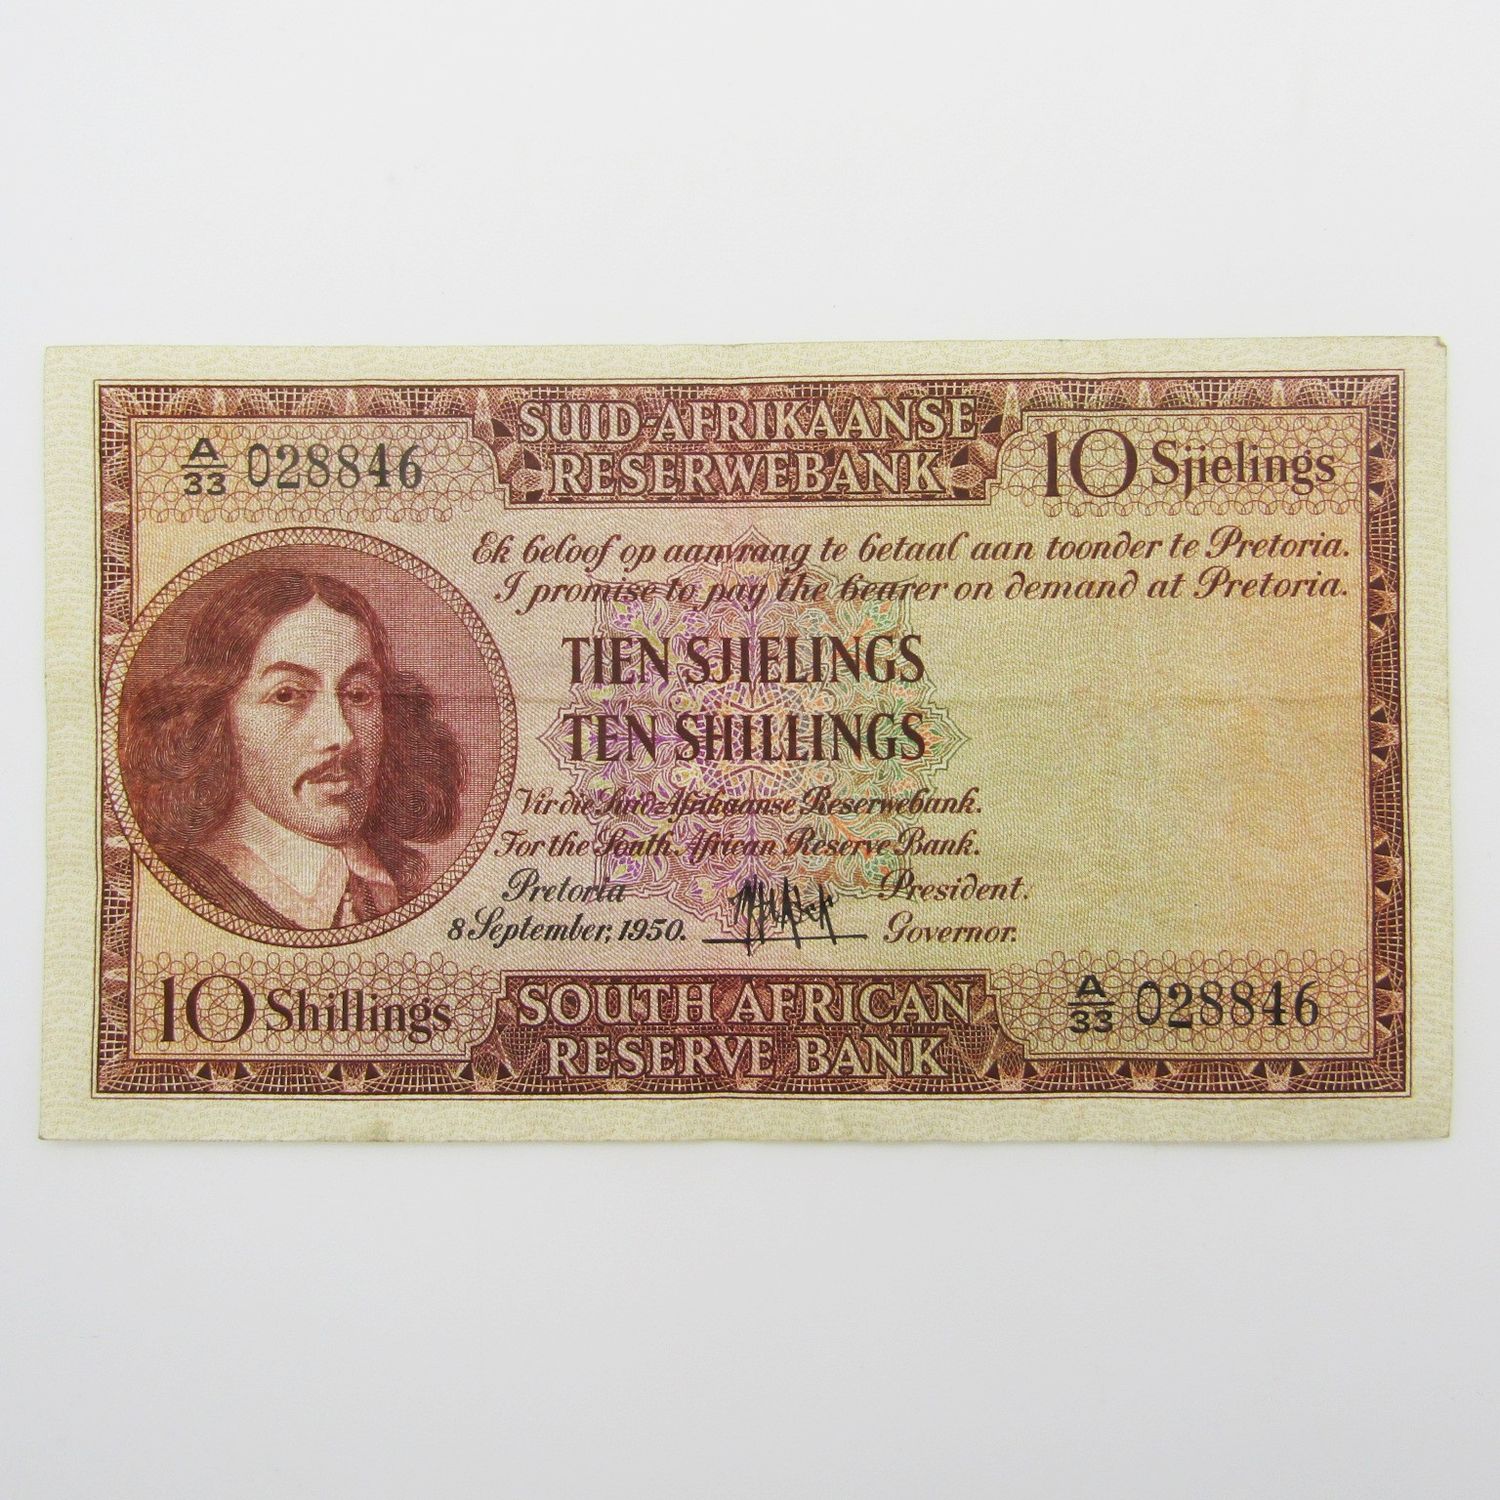 SUID-AFRIKAANSE
RESERWEBANK
A/33 028846
10 Sjielings
Ek beloof op aanvraag te betaal aan toonder te Pretoria.
I promise to pay the bearer on demand at Pretoria.
TIEN SJIELINGS
TEN SHILLINGS
Vir die Suid-Afrikaanse Reserwebank.
For the South African Reserve Bank.
Pretoria
President.
8 September, 1950.
Governor.
10 Shillings
SOUTH AFRICAN
RESERVE BANK
A/33 028846